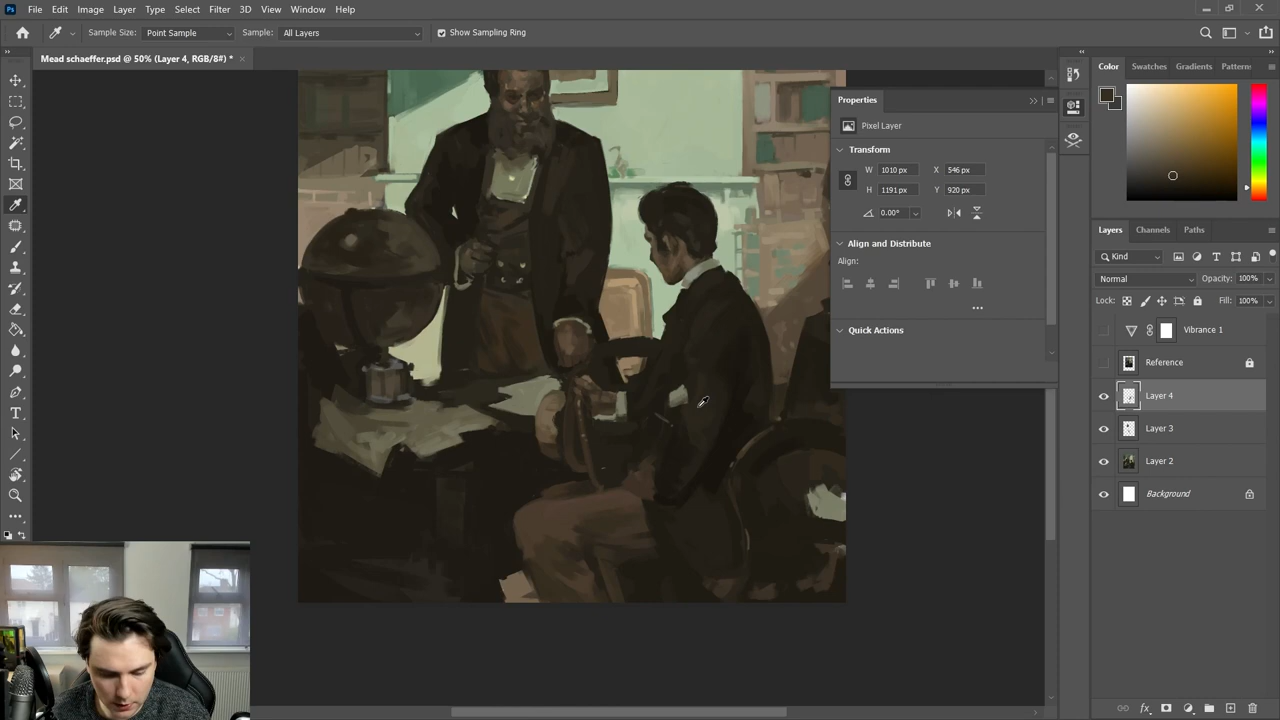 Ps File Edit Image Layer Type Select Filter 3D View Window Help
Sample Size: Point Sample Sample: All Layers Show Sampling Ring
Mead schaeffer.psd @ 50% (Layer 4, RGB/8#) *
Color Swatches Gradients Pattern
Properties
Pixel Layer
Transform
W 1010 px X 546 px
H 1191 px Y 920 px
0.00°
Align and Distribute
Align:
Quick Actions
Layers Channels Paths
Kind
Normal Opacity: 100%
Lock: Fill: 100%
Vibrance 1
Reference
Layer 4
Layer 3
Layer 2
Background